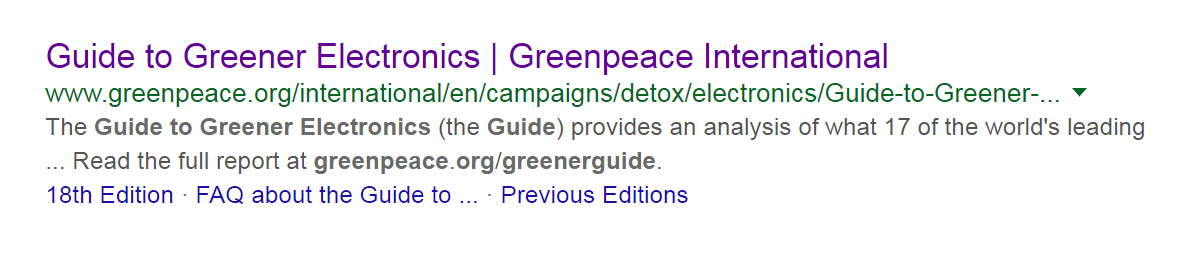 Guide to Greener Electronics | Greenpeace International
www.greenpeace.org/international/en/campaigns/detox/electronics/Guide-to-Greener-...
The Guide to Greener Electronics (the Guide) provides an analysis of what 17 of the world's leading
... Read the full report at greenpeace.org/greenerguide.
18th Edition · FAQ about the Guide to ... · Previous Editions